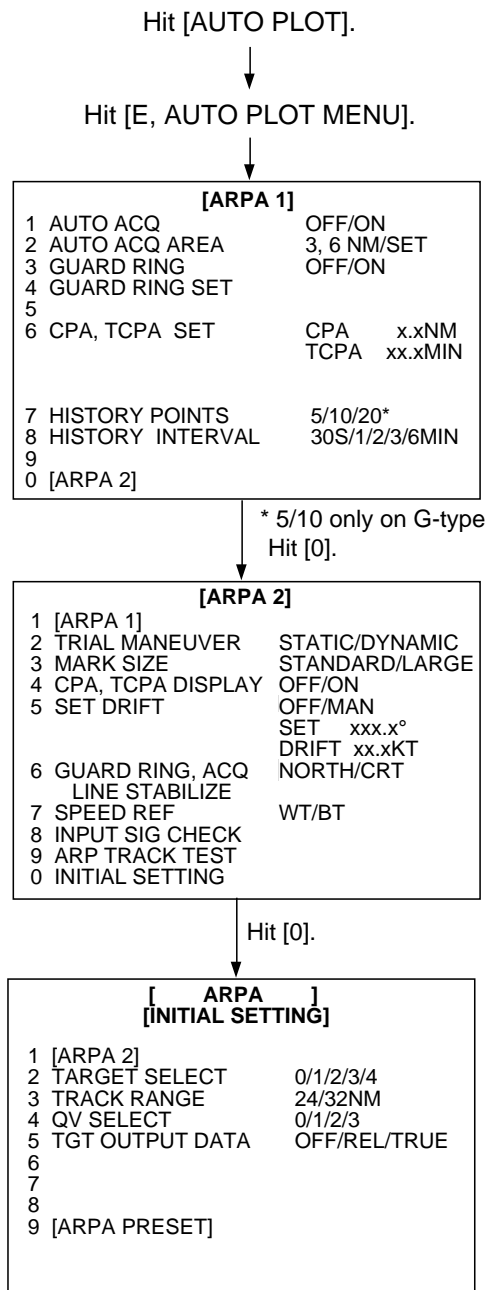 Hit [AUTO PLOT].
Hit [E, AUTO PLOT MENU].
[ARPA 1]
1 AUTO ACQ OFF/ON
2 AUTO ACQ AREA 3, 6 NM/SET
3 GUARD RING OFF/ON
4 GUARD RING SET
5
6 CPA, TCPA SET CPA x.xNM
TCPA xx.xMIN
7 HISTORY POINTS 5/10/20*
8 HISTORY INTERVAL 30S/1/2/3/6MIN
9
0 [ARPA 2]
* 5/10 only on G-type
Hit [0].
[ARPA 2]
1 [ARPA 1]
2 TRIAL MANEUVER STATIC/DYNAMIC
3 MARK SIZE STANDARD/LARGE
4 CPA, TCPA DISPLAY OFF/ON
5 SET DRIFT OFF/MAN
SET xxx.x°
DRIFT xx.xKT
6 GUARD RING, ACQ NORTH/CRT
LINE STABILIZE
7 SPEED REF WT/BT
8 INPUT SIG CHECK
9 ARP TRACK TEST
0 INITIAL SETTING
Hit [0].
[ ARPA ]
[INITIAL SETTING]
1 [ARPA 2]
2 TARGET SELECT 0/1/2/3/4
3 TRACK RANGE 24/32NM
4 QV SELECT 0/1/2/3
5 TGT OUTPUT DATA OFF/REL/TRUE
6
7
8
9 [ARPA PRESET]